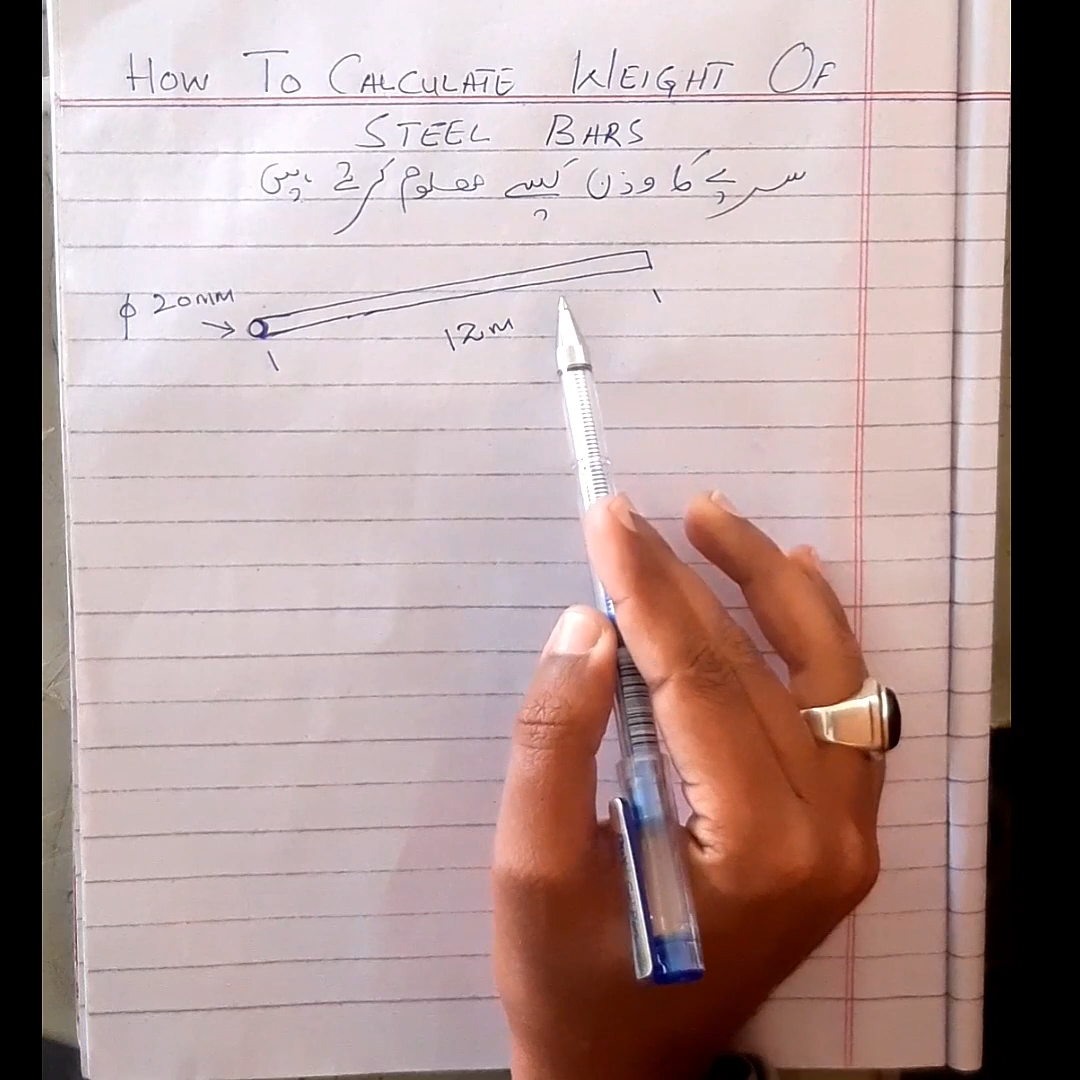 HOW TO CALCULATE WEIGHT OF
STEEL BARS
سریے کا وزن کیسے معلوم کرتے ہیں
ϕ 20MM
12M